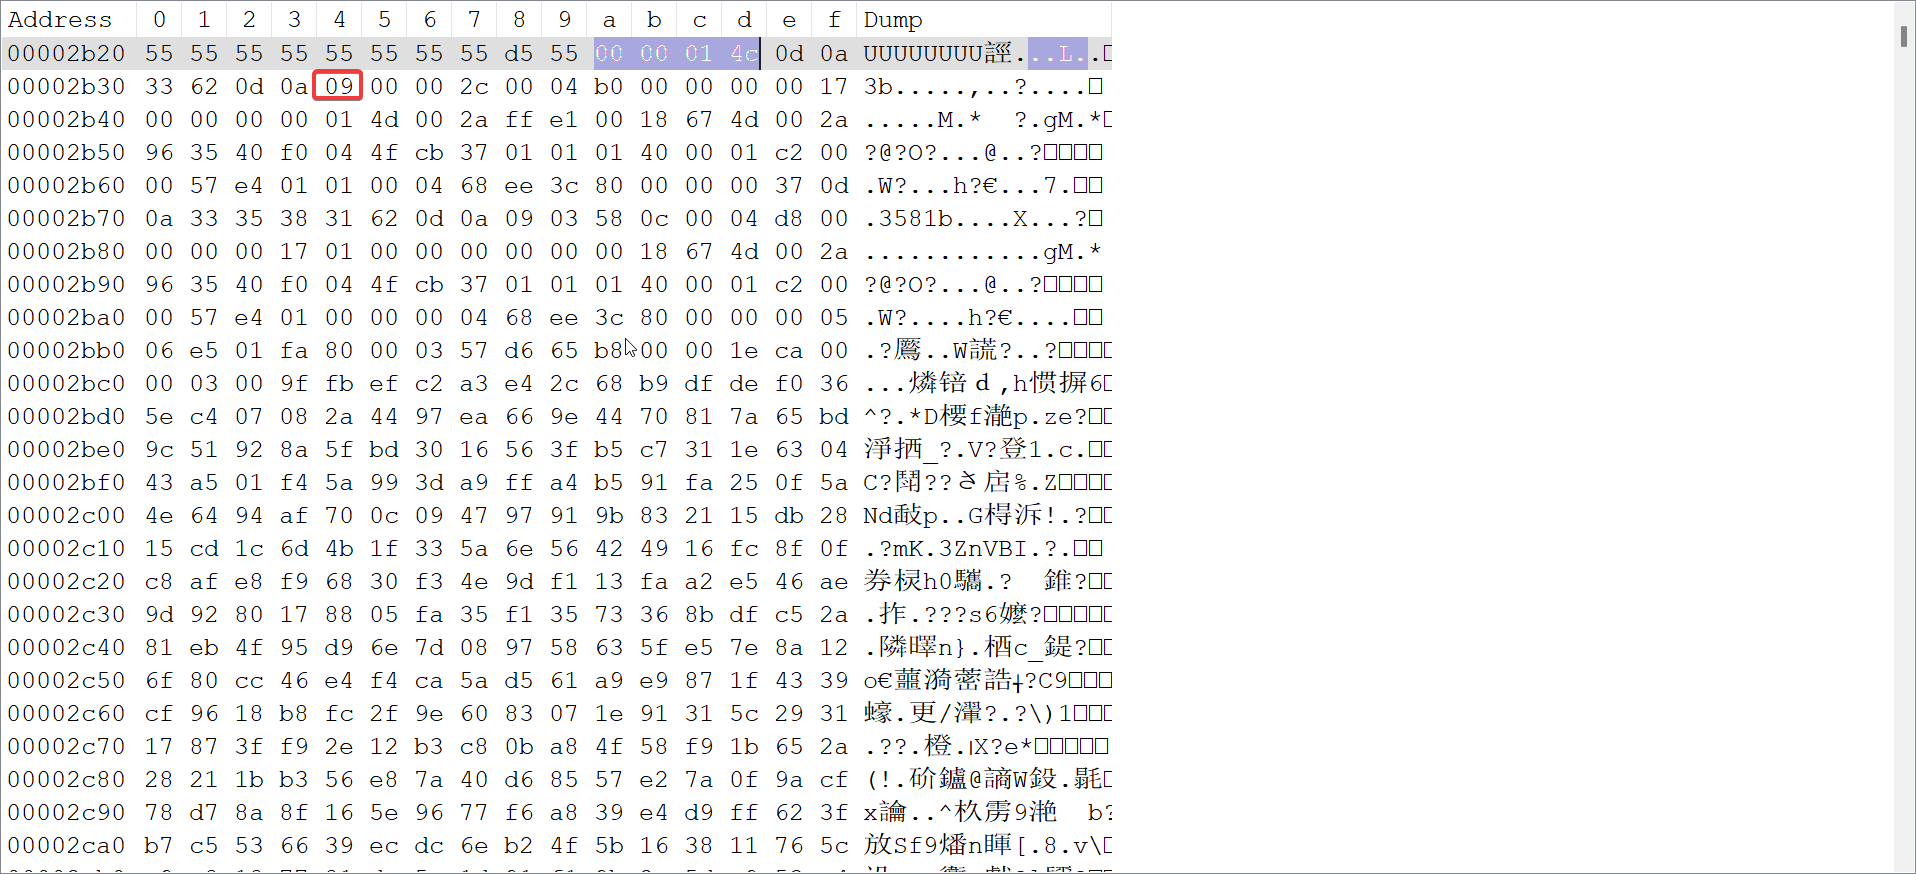 Address 0 1 2 3 4 5 6 7 8 9 a b c d e f Dump
00002b20 55 55 55 55 55 55 55 55 d5 55 00 00 01 4c 0d 0a UUUUUUUU誙...L..
00002b30 33 62 0d 0a 09 00 00 2c 00 04 b0 00 00 00 00 17 3b.....,..?....
00002b40 00 00 00 00 01 4d 00 2a ff e1 00 18 67 4d 00 2a .....M.* ?.gM.*
00002b50 96 35 40 f0 04 4f cb 37 01 01 01 40 00 01 c2 00 ?@?O?...@..?
00002b60 00 57 e4 01 01 00 04 68 ee 3c 80 00 00 00 37 0d .W?...h?€...7.
00002b70 0a 33 35 38 31 62 0d 0a 09 03 58 0c 00 04 d8 00 .3581b....X...?
00002b80 00 00 00 17 01 00 00 00 00 00 00 18 67 4d 00 2a ............gM.*
00002b90 96 35 40 f0 04 4f cb 37 01 01 01 40 00 01 c2 00 ?@?O?...@..?
00002ba0 00 57 e4 01 00 00 00 04 68 ee 3c 80 00 00 00 05 .W?....h?€....
00002bb0 06 e5 01 fa 80 00 03 57 d6 65 b8 00 00 1e ca 00 .?鷹..W謊?..?
00002bc0 00 03 00 9f fb ef c2 a3 e4 2c 68 b9 df de f0 36 ...燐锫d,h惯摒6
00002bd0 5e c4 07 08 2a 44 97 ea 66 9e 44 70 81 7a 65 bd ^?.*D樱f瀄p.ze?
00002be0 9c 51 92 8a 5f bd 30 16 56 3f b5 c7 31 1e 63 04 淨拪_?.V?登1.c.
00002bf0 43 a5 01 f4 5a 99 3d a9 ff a4 b5 91 fa 25 0f 5a C?鬦??さ扂%.Z
00002c00 4e 64 94 af 70 0c 09 47 97 91 9b 83 21 15 db 28 Nd敮p..G棏泝!.?
00002c10 15 cd 1c 6d 4b 1f 33 5a 6e 56 42 49 16 fc 8f 0f .?mK.3ZnVBI.?.
00002c20 c8 af e8 f9 68 30 f3 4e 9d f1 13 fa a2 e5 46 ae 券桭h0驪.? 錐?
00002c30 9d 92 80 17 88 05 fa 35 f1 35 73 36 8b df c5 2a .拃.???s6嬤?
00002c40 81 eb 4f 95 d9 6e 7d 08 97 58 63 5f e5 7e 8a 12 .隣曎n}.栖c_鍉?
00002c50 6f 80 cc 46 e4 f4 ca 5a d5 61 a9 e9 87 1f 43 39 o€蘁漪蔤誥╅?C9
00002c60 cf 96 18 b8 fc 2f 9e 60 83 07 1e 91 31 5c 29 31 蠔.更/瀈?.?\)1
00002c70 17 87 3f f9 2e 12 b3 c8 0b a8 4f 58 f9 1b 65 2a .??.橙.∣X?e*
00002c80 28 21 1b b3 56 e8 7a 40 d6 85 57 e2 7a 0f 9a cf (!.砎鑪@謪W鈠.毾
00002c90 78 d7 8a 8f 16 5e 96 77 f6 a8 39 e4 d9 ff 62 3f x讑..^杦霧9滟 b?
00002ca0 b7 c5 53 66 39 ec dc 6e b2 4f 5b 16 38 11 76 5c 放Sf9燔n睴[.8.v\